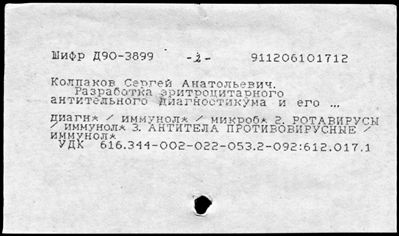 Шифр Д90-3899 -2- 911206101712
Колпаков Сергей Анатольевич.
Разработка эритроцитарного
антительного диагностикума и его ...
диагн* / иммунол* / микроб* 2. РОТАВИРУСЫ
/ иммунол* 3. АНТИТЕЛА ПРОТИВОВИРУСНЫЕ /
иммунол*
УДК 616.344-002-022-053.2-092:612.017.1